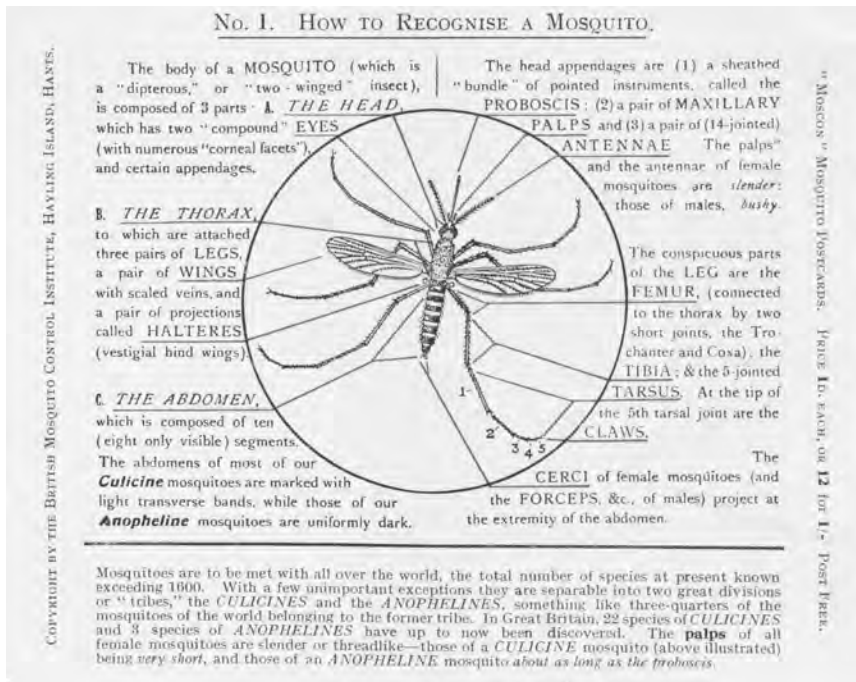 No. 1. How to Recognise a Mosquito.
The body of a MOSQUITO (which is
a "dipterous," or "two-winged" insect),
is composed of 3 parts · A. THE HEAD,
which has two "compound" EYES
(with numerous "corneal facets"),
and certain appendages,
B. THE THORAX,
to which are attached
three pairs of LEGS,
a pair of WINGS
with scaled veins, and
a pair of projections
called HALTERES
(vestigial hind wings).
C. THE ABDOMEN,
which is composed of ten
(eight only visible) segments.
The abdomens of most of our
Culicine mosquitoes are marked with
light transverse bands, while those of our
Anopheline mosquitoes are uniformly dark.
The head appendages are (1) a sheathed
"bundle" of pointed instruments, called the
PROBOSCIS; (2) a pair of MAXILLARY
PALPS and (3) a pair of (14-jointed)
ANTENNAE The palps"
and the antennae of female
mosquitoes are slender:
those of males, bushy.
The conspicuous parts
of the LEG are the
FEMUR, (connected
to the thorax by two
short joints, the Tro-
chanter and Coxa), the
TIBIA; & the 5-jointed
TARSUS. At the tip of
the 5th tarsal joint are the
CLAWS.
The
CERCI of female mosquitoes (and
the FORCEPS, &c., of males) project at
the extremity of the abdomen.
1
2
3
4
5
Mosquitoes are to be met with all over the world, the total number of species at present known
exceeding 1600. With a few unimportant exceptions they are separable into two great divisions
or "tribes," the CULICINES and the ANOPHELINES, something like three-quarters of the
mosquitoes of the world belonging to the former tribe. In Great Britain, 22 species of CULICINES
and 3 species of ANOPHELINES have up to now been discovered. The palps of all
female mosquitoes are slender or threadlike—those of a CULICINE mosquito (above illustrated)
being very short, and those of an ANOPHELINE mosquito about as long as the proboscis.
Copyright by the British Mosquito Control Institute, Hayling Island, Hants.
"Moscon" Mosquito Postcards. Price 1d. each, or 12 for 1/- Post Free.